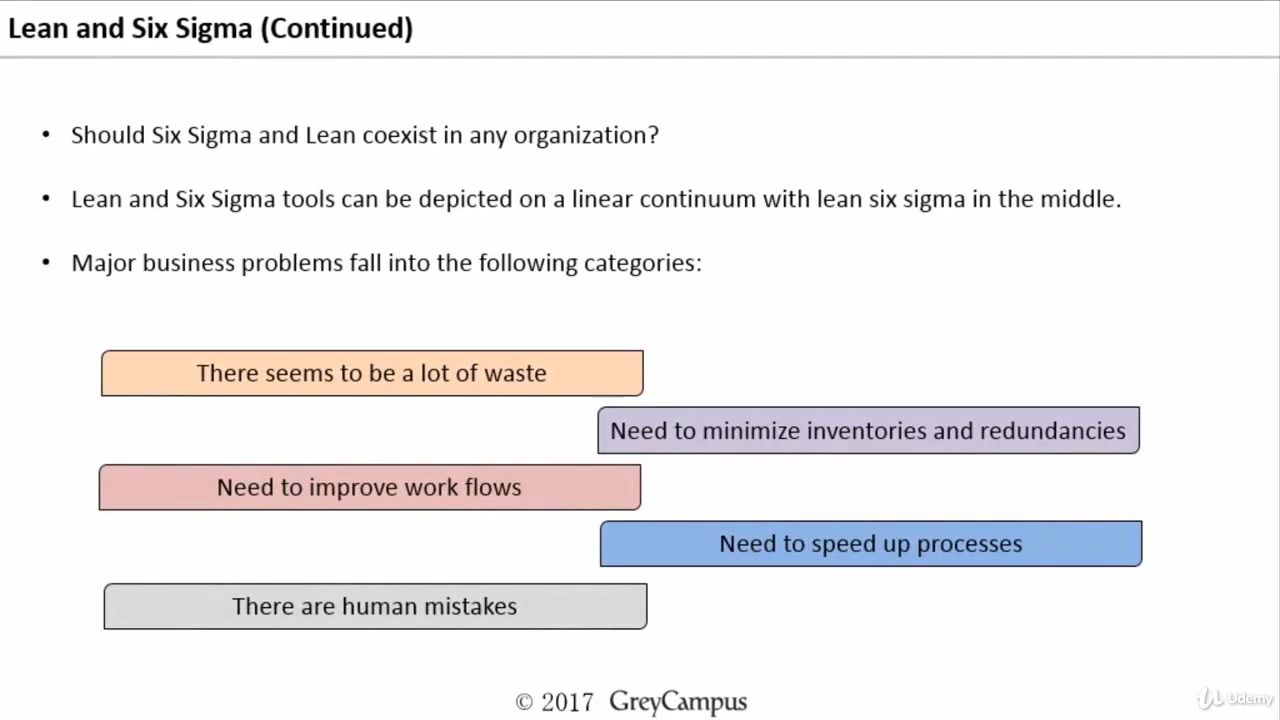 Lean and Six Sigma (Continued)
• Should Six Sigma and Lean coexist in any organization?
• Lean and Six Sigma tools can be depicted on a linear continuum with lean six sigma in the middle.
• Major business problems fall into the following categories:
There seems to be a lot of waste
Need to minimize inventories and redundancies
Need to improve work flows
Need to speed up processes
There are human mistakes
© 2017 GreyCampus
Udemy